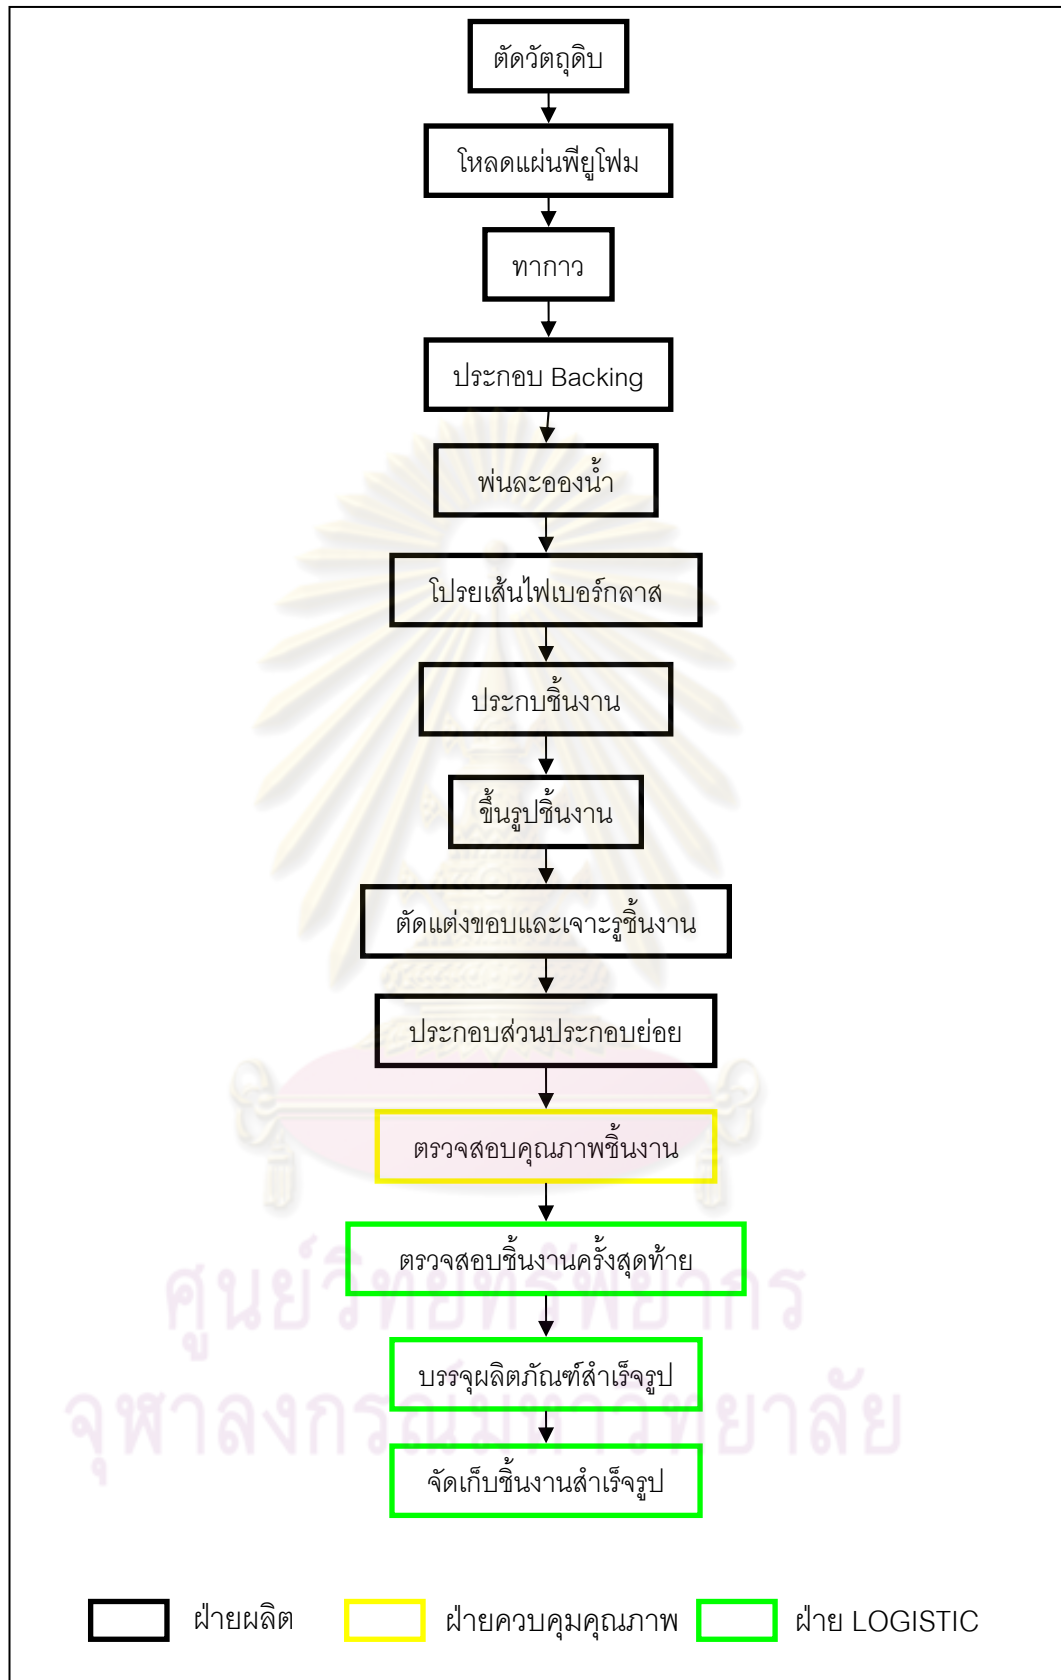 ตัดวัตถุดิบ
โหลดแผ่นพียูโฟม
ทากาว
ประกอบ Backing
พ่นละอองน้ำ
โปรยเส้นไฟเบอร์กลาส
ประกบชิ้นงาน
ขึ้นรูปชิ้นงาน
ตัดแต่งขอบและเจาะรูชิ้นงาน
ประกอบส่วนประกอบย่อย
ตรวจสอบคุณภาพชิ้นงาน
ตรวจสอบชิ้นงานครั้งสุดท้าย
ศูนย์วิทยทรัพยากร
บรรจุผลิตภัณฑ์สำเร็จรูป
จุฬาลงกรณ์มหาวิทยาลัย
จัดเก็บชิ้นงานสำเร็จรูป
ฝ่ายผลิต ฝ่ายควบคุมคุณภาพ ฝ่าย LOGISTIC